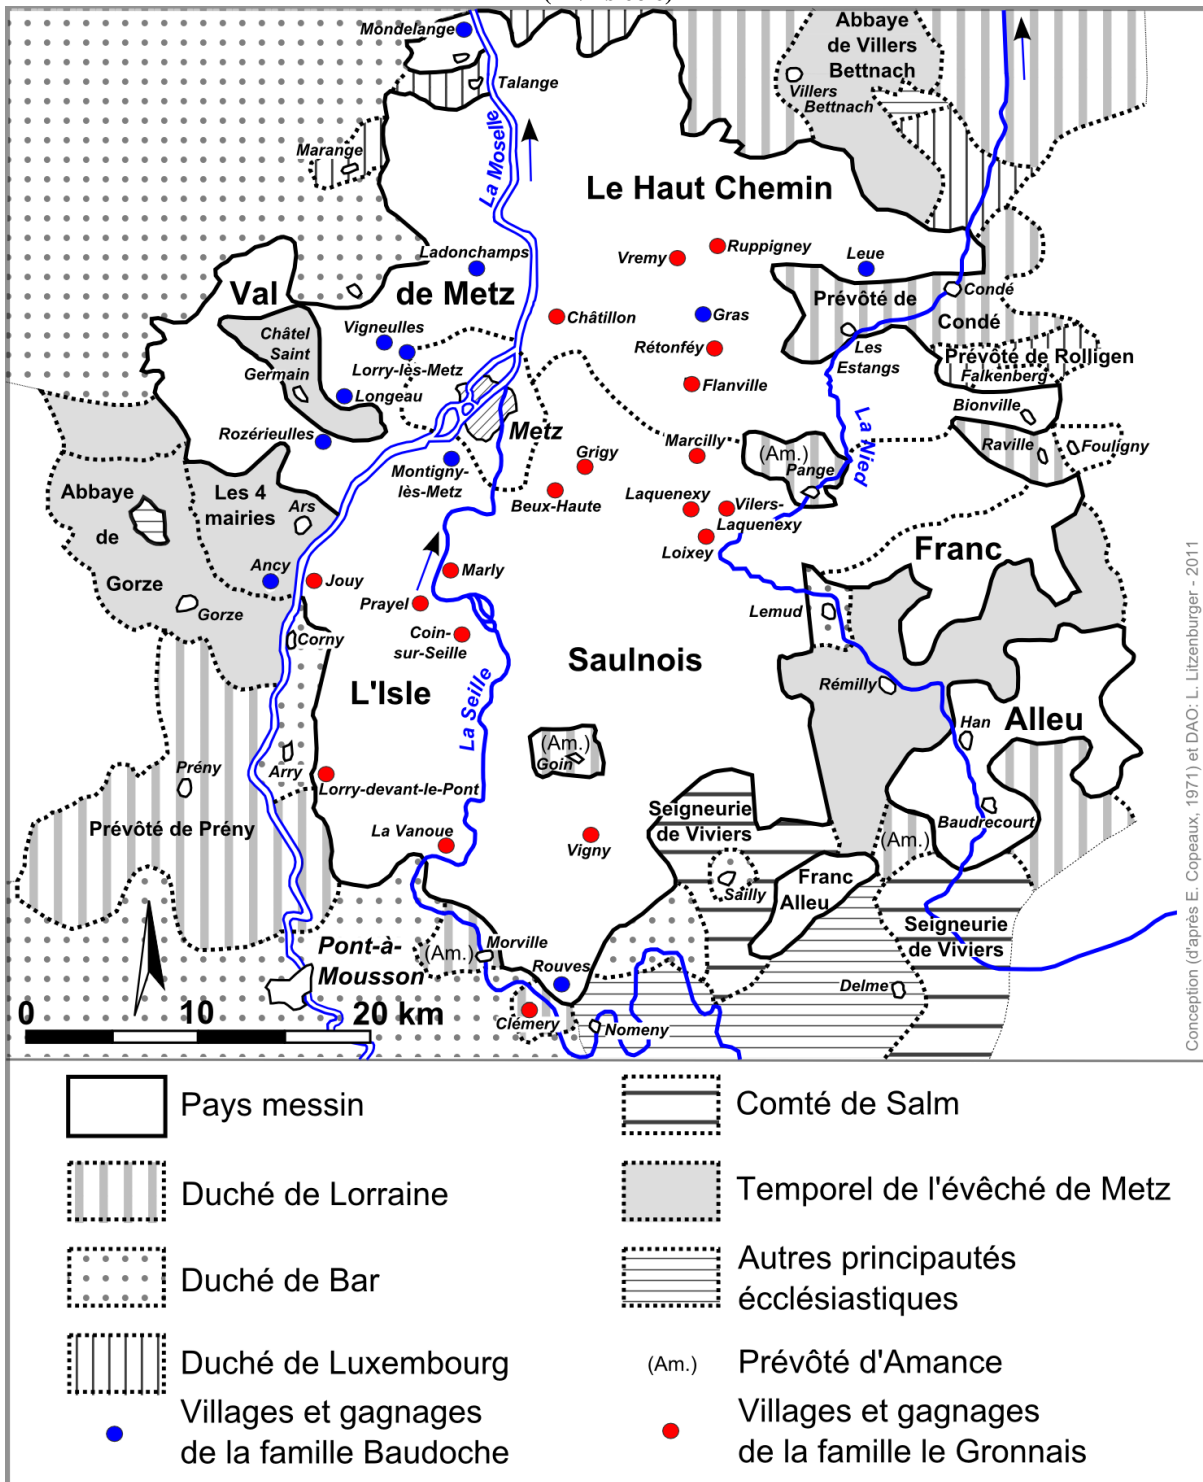 Mondelange
Abbaye
de Villers
Bettnach
Talange
Villers
Bettnach
La Moselle
Marange
Le Haut Chemin
Ruppigney
Vremy
Ladonchamps
Leue
Val
de Metz
Condé
Prévôté de
Condé
Châtillon
Gras
Vigneulles
Châtel
Saint
Germain
Lorry-lès-Metz
Rétonféy
Les
Estangs
Prévôté de Rolligen
Falkenberg
Flanville
Longeau
Bionville
La Nied
Metz
Rozérieulles
Marcilly
Raville
Fouligny
Grigy
(Am.)
Pange
Montigny-
lès-Metz
Abbaye
de
Gorze
Les 4
mairies
Ars
Beux-Haute
Laquenexy
Vilers-
Laquenexy
Loixey
Franc
Ancy
Jouy
Marly
Gorze
Prayel
Lemud
Corny
Coin-
sur-Seille
Saulnois
L'Isle
Rémilly
La Seille
Han
Alleu
(Am.)
Goin
Prény
Arry
Lorry-devant-le-Pont
Prévôté de Prény
La Vanoue
Vigny
Seigneurie
de Viviers
Baudrecourt
(Am.)
Sailly
Franc
Alleu
Seigneurie
de Viviers
Pont-à-
Mousson
(Am.)
Morville
Rouves
Delme
Clémery
Nomeny
0 10 20 km
Conception (d'après E. Copeaux, 1971) et DAO: L. Litzenburger - 2011
Pays messin
Duché de Lorraine
Duché de Bar
Duché de Luxembourg
Villages et gagnages
de la famille Baudoche
Comté de Salm
Temporel de l'évêché de Metz
Autres principautés
écclésiastiques
(Am.) Prévôté d'Amance
Villages et gagnages
de la famille le Gronnais